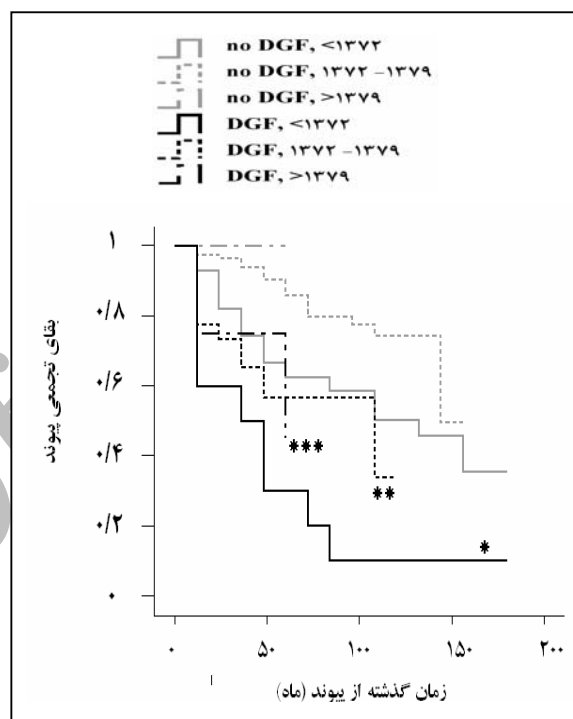 no DGF, <۱۳۷۲
no DGF, ۱۳۷۲ –۱۳۷۹
no DGF, >۱۳۷۹
DGF, <۱۳۷۲
DGF, ۱۳۷۲ –۱۳۷۹
DGF, >۱۳۷۹
بقای تجمعی پیوند
۱
۰/۸
۰/۶
۰/۴
۰/۲
۰
***
**
*
۰ ۵۰ ۱۰۰ ۱۵۰ ۲۰۰
زمان گذشته از پیوند (ماه)